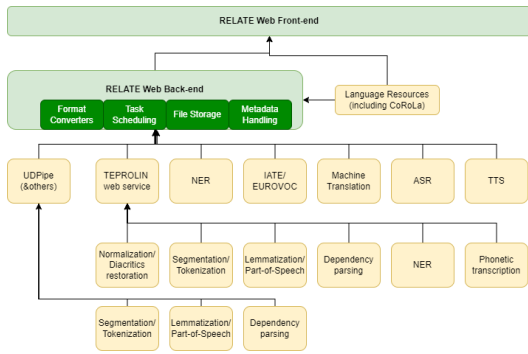 RELATE Web Front-end
RELATE Web Back-end
Format
Converters
Task
Scheduling
File Storage
Metadata
Handling
Language Resources
(including CoRoLa)
UDPipe
(&others)
TEPROLIN
web service
NER
IATE/
EUROVOC
Machine
Translation
ASR
TTS
Normalization/
Diacritics
restoration
Segmentation/
Tokenization
Lemmatization/
Part-of-Speech
Dependency
parsing
NER
Phonetic
transcription
Segmentation/
Tokenization
Lemmatization/
Part-of-Speech
Dependency
parsing